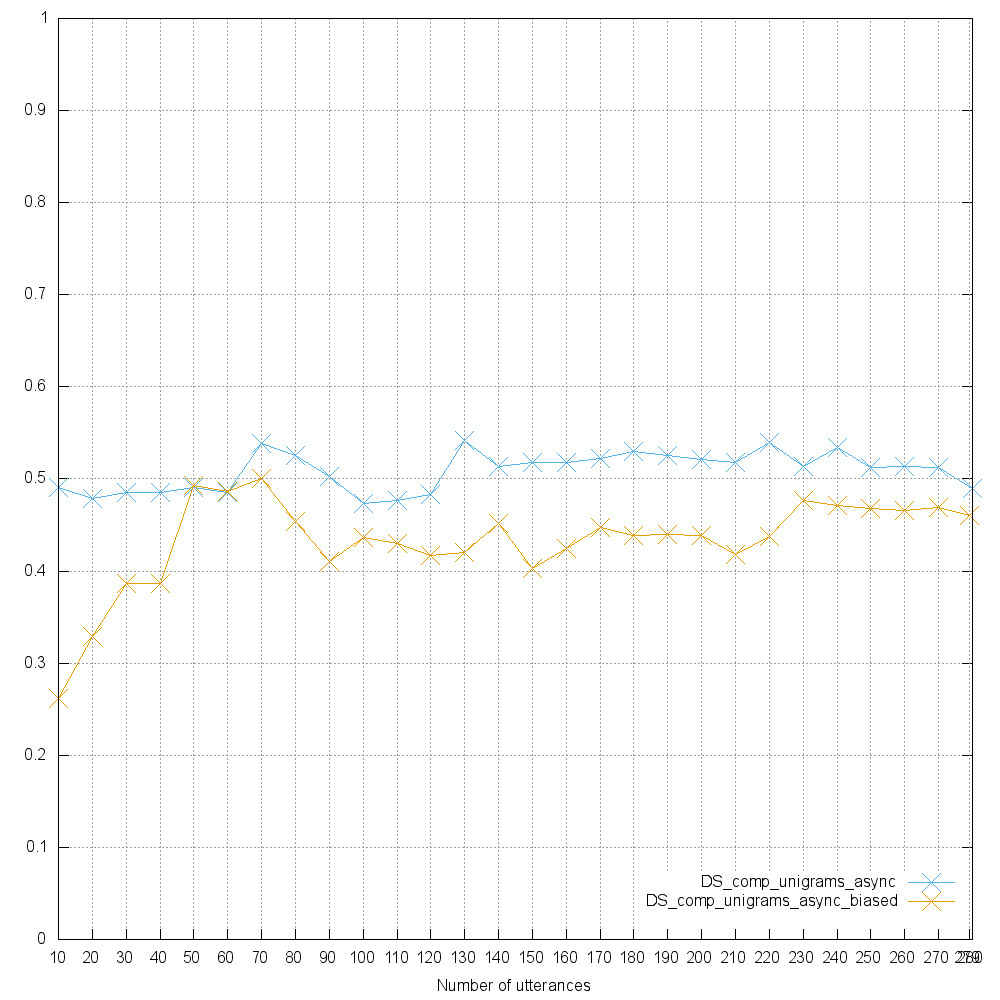 1
0.9
0.8
0.7
0.6
0.5
0.4
0.3
0.2
0.1
0
DS_comp_unigrams_async
DS_comp_unigrams_async_biased
10 20 30 40 50 60 70 80 90 100 110 120 130 140 150 160 170 180 190 200 210 220 230 240 250 260 270 279 280
Number of utterances